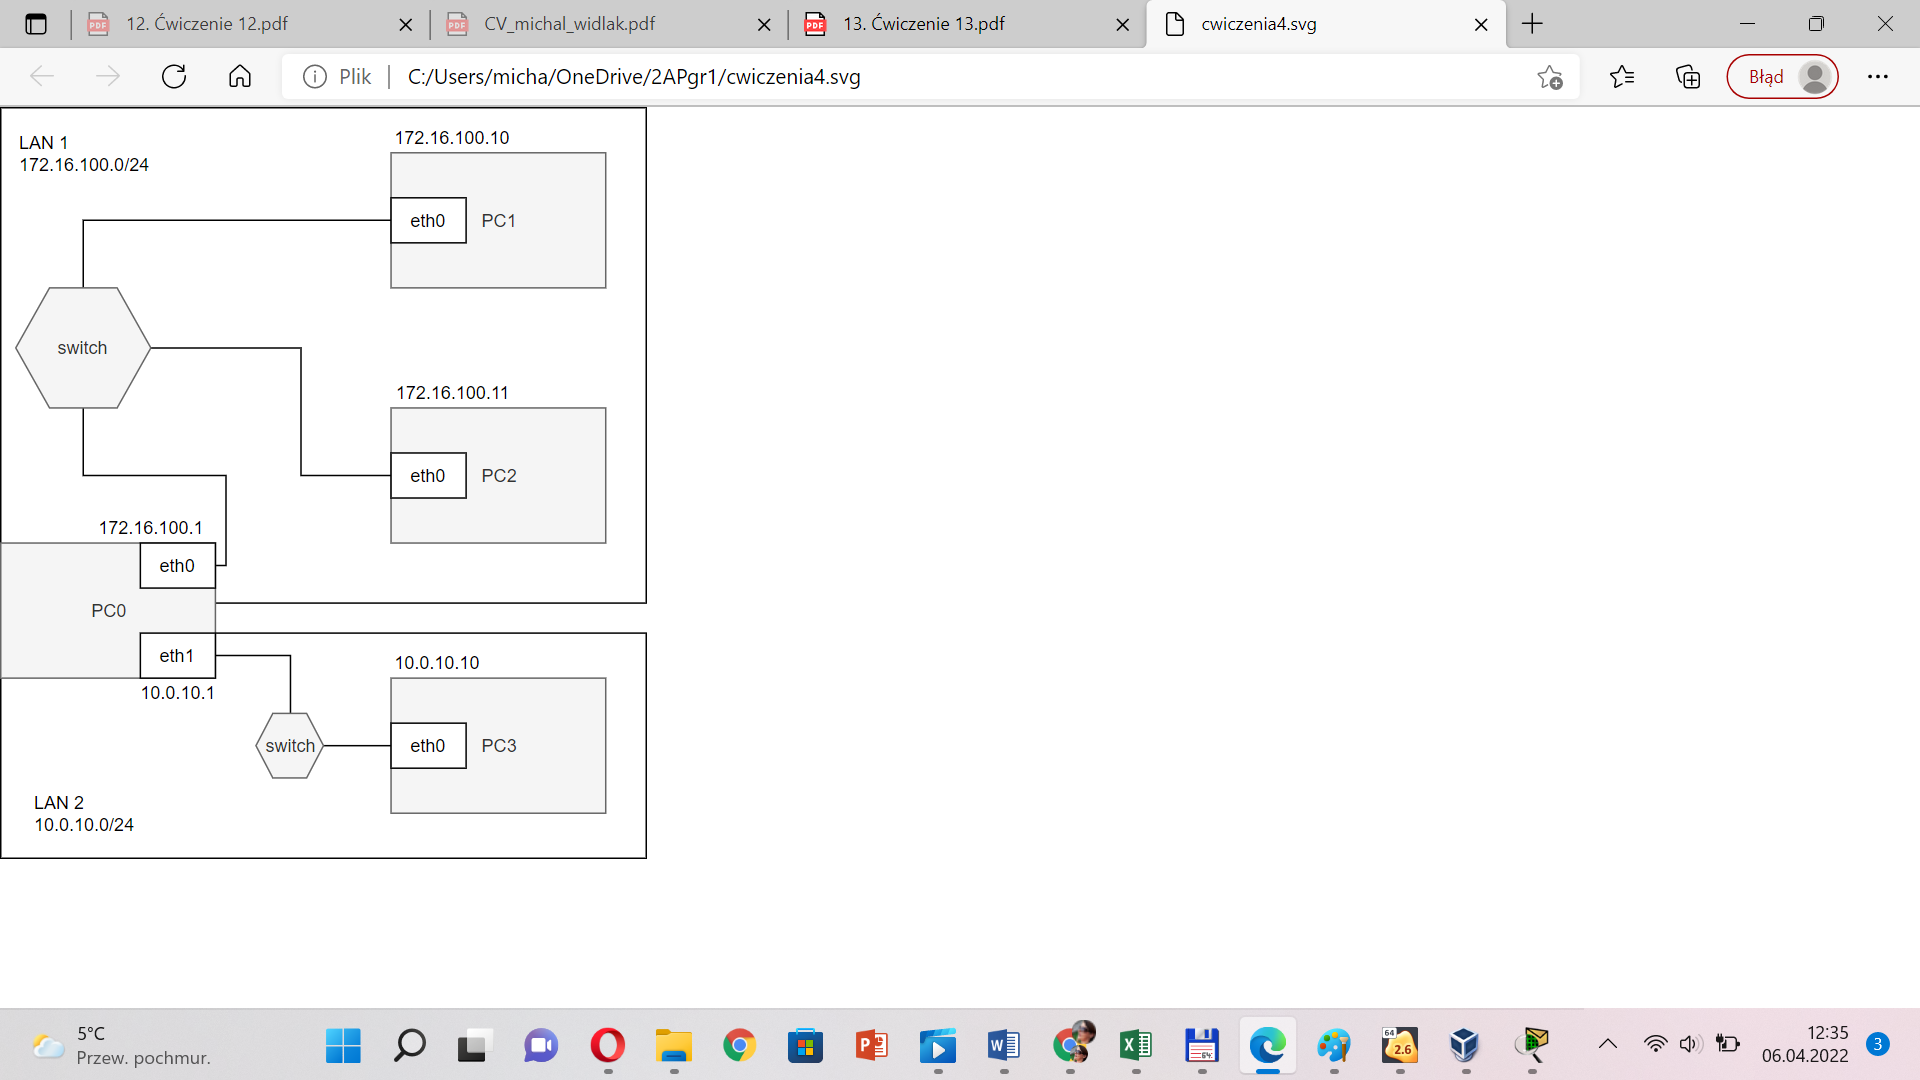 12. Ćwiczenie 12.pdf
CV_michal_widlak.pdf
13. Ćwiczenie 13.pdf
cwiczenia4.svg
Plik
C:/Users/micha/OneDrive/2APgr1/cwiczenia4.svg
Błąd
LAN 1
172.16.100.0/24
172.16.100.10
eth0
PC1
switch
172.16.100.11
eth0
PC2
172.16.100.1
eth0
PC0
eth1
10.0.10.1
10.0.10.10
switch
eth0
PC3
LAN 2
10.0.10.0/24
5°C
Przew. pochmur.
64
2.6
12:35
06.04.2022
3